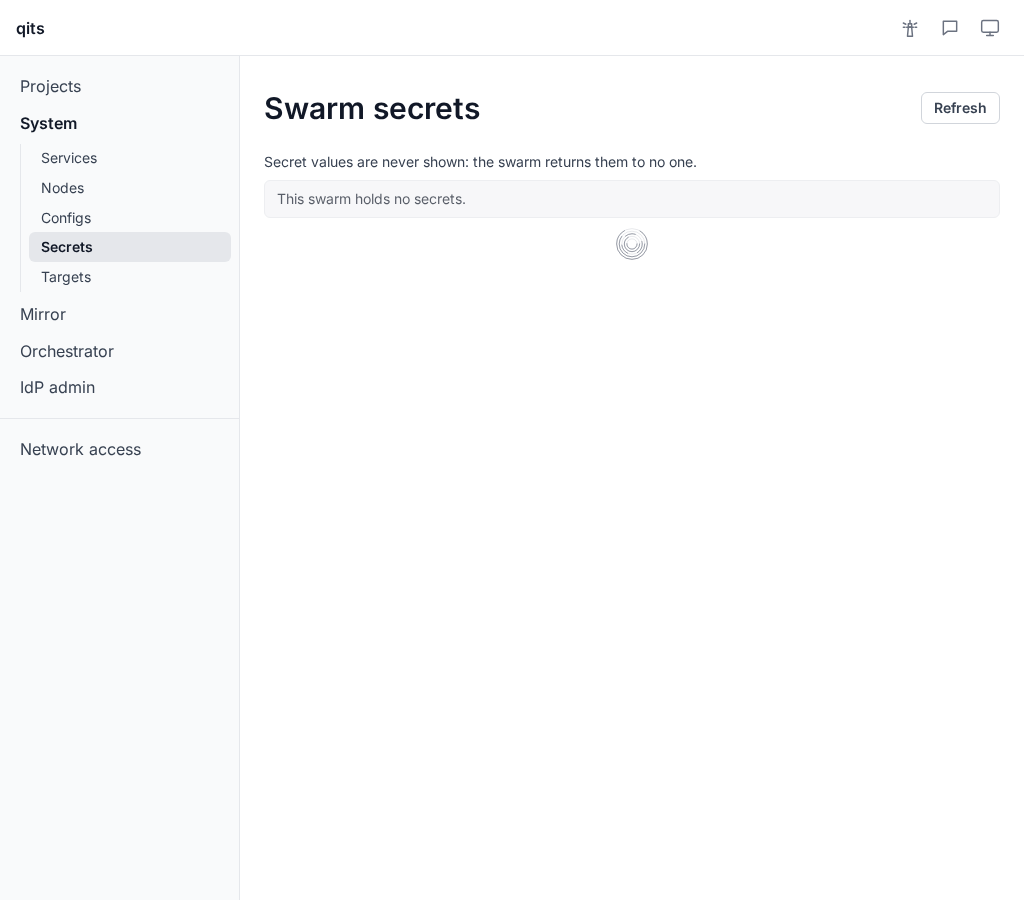 qits
Projects
System
Services
Nodes
Configs
Secrets
Targets
Mirror
Orchestrator
IdP admin
Network access
Swarm secrets
Refresh
Secret values are never shown: the swarm returns them to no one.
This swarm holds no secrets.